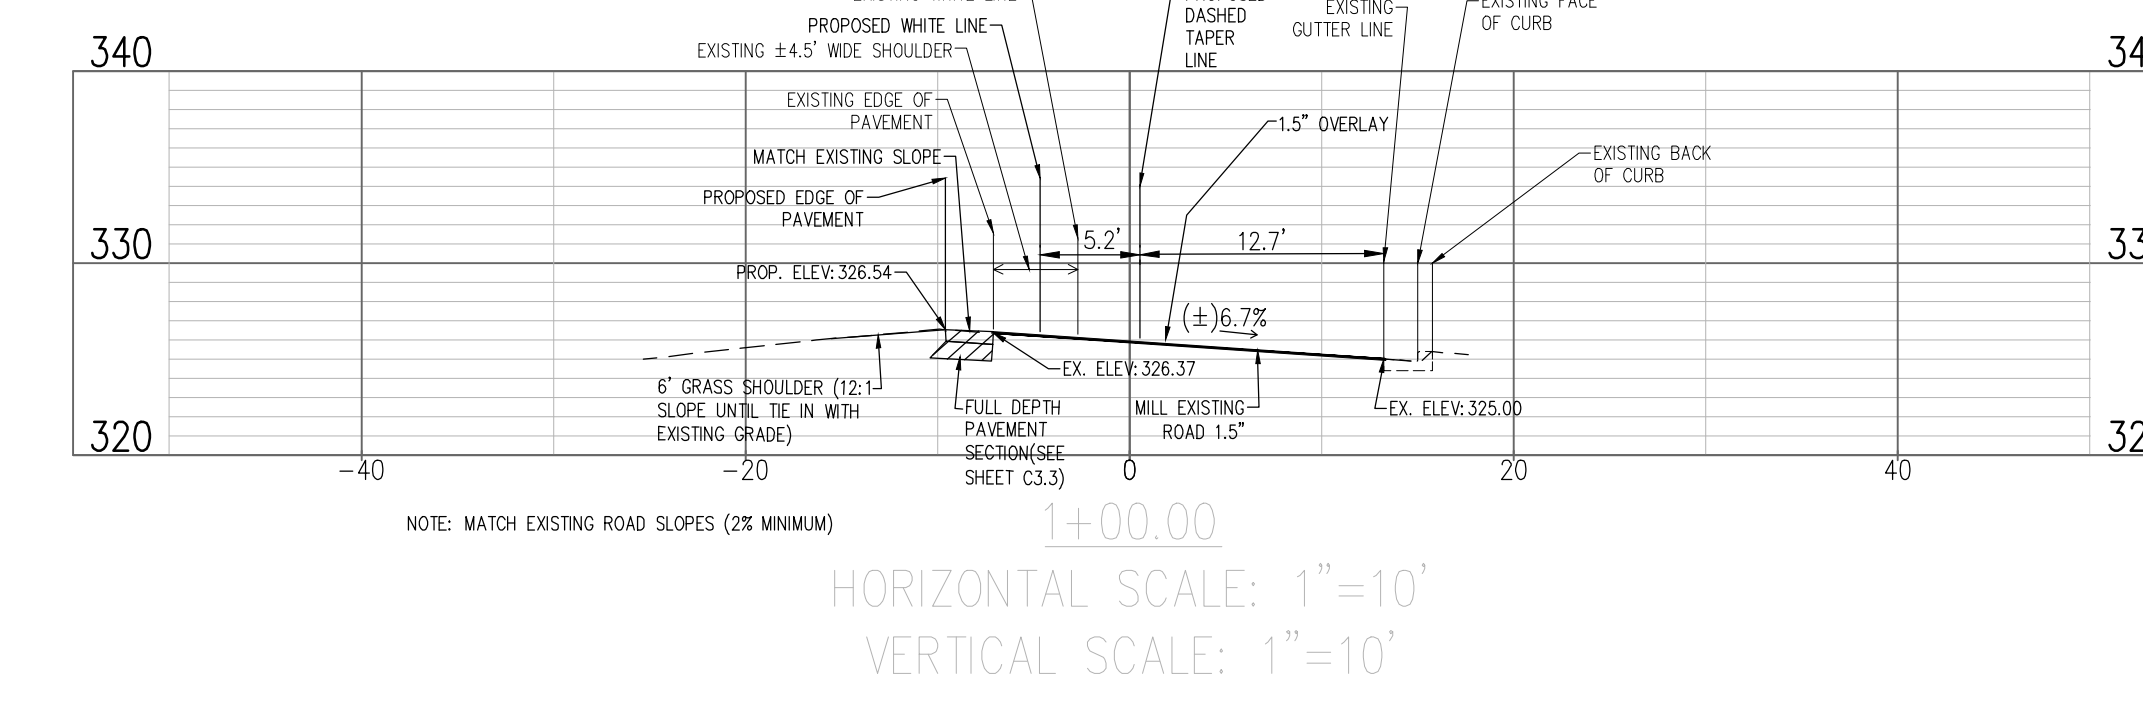 PROPOSED WHITE LINE
EXISTING ±4.5' WIDE SHOULDER
DASHED
TAPER
LINE
EXISTING
GUTTER LINE
EXISTING FACE
OF CURB
340
34
EXISTING EDGE OF
PAVEMENT
1.5" OVERLAY
MATCH EXISTING SLOPE
EXISTING BACK
OF CURB
PROPOSED EDGE OF
PAVEMENT
330
5.2'
12.7'
33
PROP. ELEV: 326.54
(±)6.7%
EX. ELEV: 326.37
6' GRASS SHOULDER (12:1
SLOPE UNTIL TIE IN WITH
EXISTING GRADE)
FULL DEPTH
PAVEMENT
SECTION(SEE
SHEET C3.3)
MILL EXISTING
ROAD 1.5"
EX. ELEV: 325.00
320
32
-40
-20
0
20
40
NOTE: MATCH EXISTING ROAD SLOPES (2% MINIMUM)
1+00.00
HORIZONTAL SCALE: 1"=10'
VERTICAL SCALE: 1"=10'